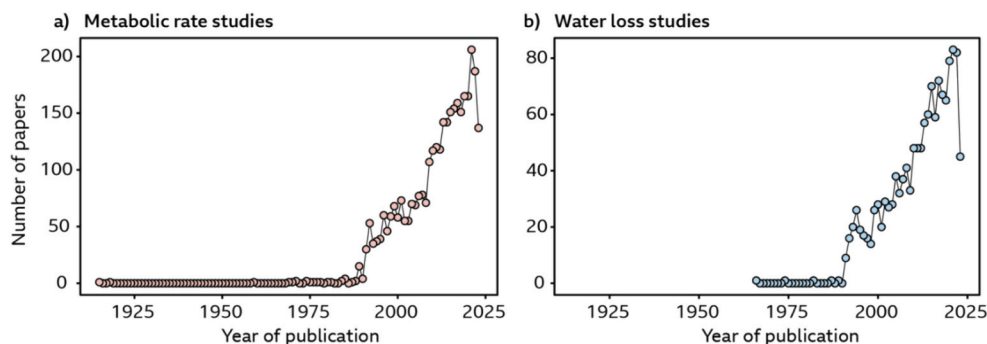 a) Metabolic rate studies
Number of papers
200
150
100
50
0
1925 1950 1975 2000 2025
Year of publication
b) Water loss studies
80
60
40
20
0
1925 1950 1975 2000 2025
Year of publication